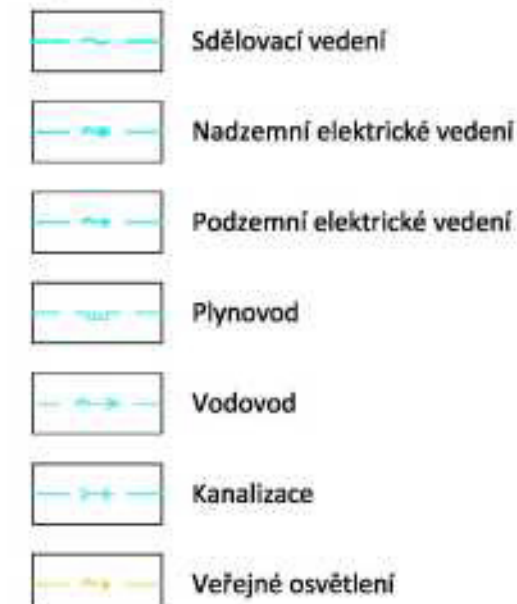 Sdělovací vedení
Nadzemní elektrické vedení
Podzemní elektrické vedení
Plynovod
Vodovod
Kanalizace
Veřejné osvětlení